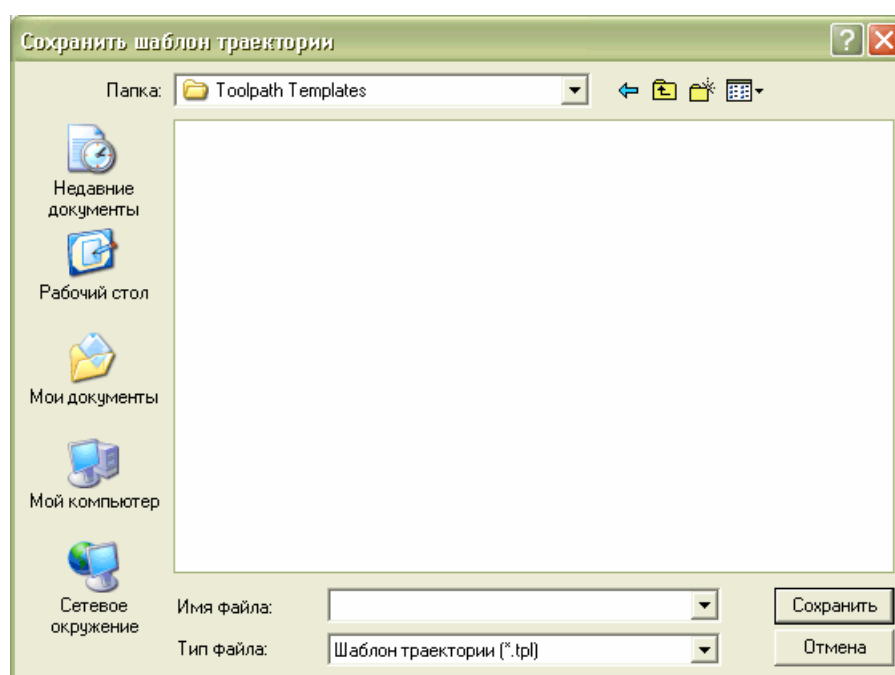 Сохранить шаблон траектории
Папка:
Toolpath Templates
Недавние
документы
Рабочий стол
Мои документы
Мой компьютер
Сетевое
окружение
Имя файла:
Сохранить
Тип файла:
Шаблон траектории (*.tpl)
Отмена